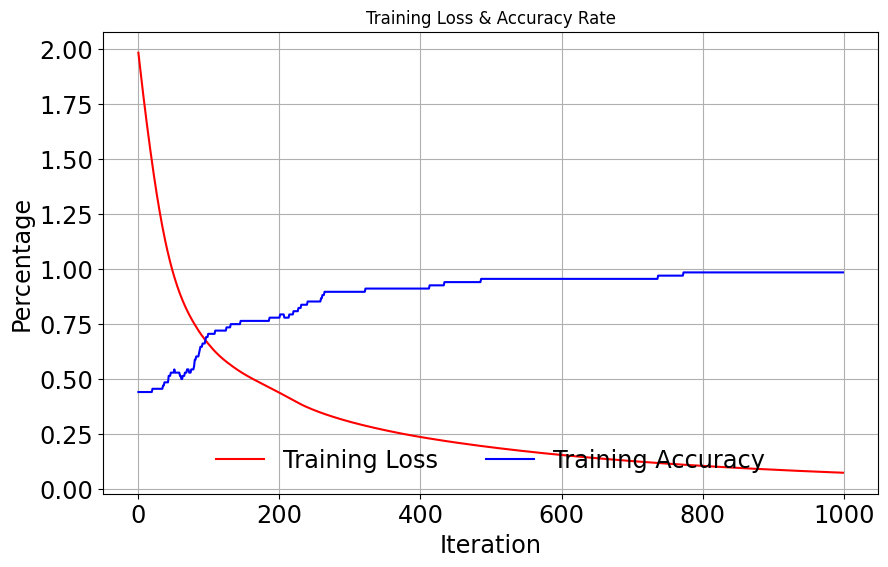 Training Loss & Accuracy Rate
2.00
1.75
1.50
1.25
1.00
0.75
0.50
0.25
0.00
Percentage
Training Loss Training Accuracy
0 200 400 600 800 1000
Iteration